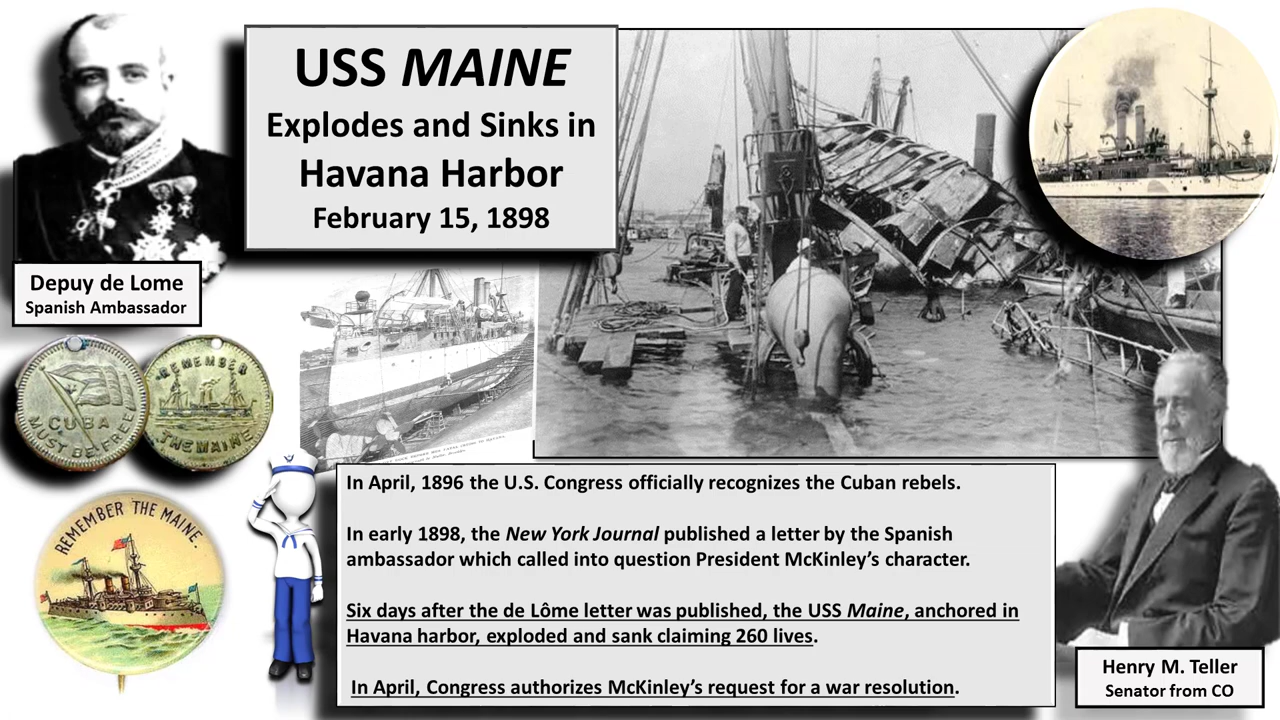 USS MAINE
Explodes and Sinks in
Havana Harbor
February 15, 1898
Depuy de Lome
Spanish Ambassador
CUBA
MUST BE FREE
REMEMBER
THE MAINE
REMEMBER THE MAINE.
In April, 1896 the U.S. Congress officially recognizes the Cuban rebels.
In early 1898, the New York Journal published a letter by the Spanish
ambassador which called into question President McKinley’s character.
Six days after the de Lôme letter was published, the USS Maine, anchored in
Havana harbor, exploded and sank claiming 260 lives.
In April, Congress authorizes McKinley’s request for a war resolution.
Henry M. Teller
Senator from CO